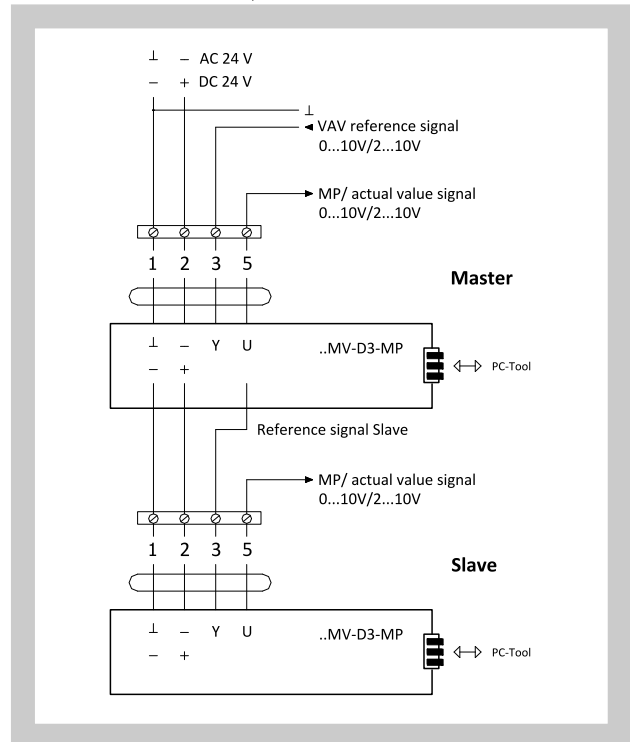 ⊥ – AC 24 V
– + DC 24 V
⊥
VAV reference signal
0...10V/2...10V
MP/ actual value signal
0...10V/2...10V
1 2 3 5
Master
⊥ – Y U
– +
..MV-D3-MP
PC-Tool
Reference signal Slave
MP/ actual value signal
0...10V/2...10V
1 2 3 5
Slave
⊥ – Y U
– +
..MV-D3-MP
PC-Tool